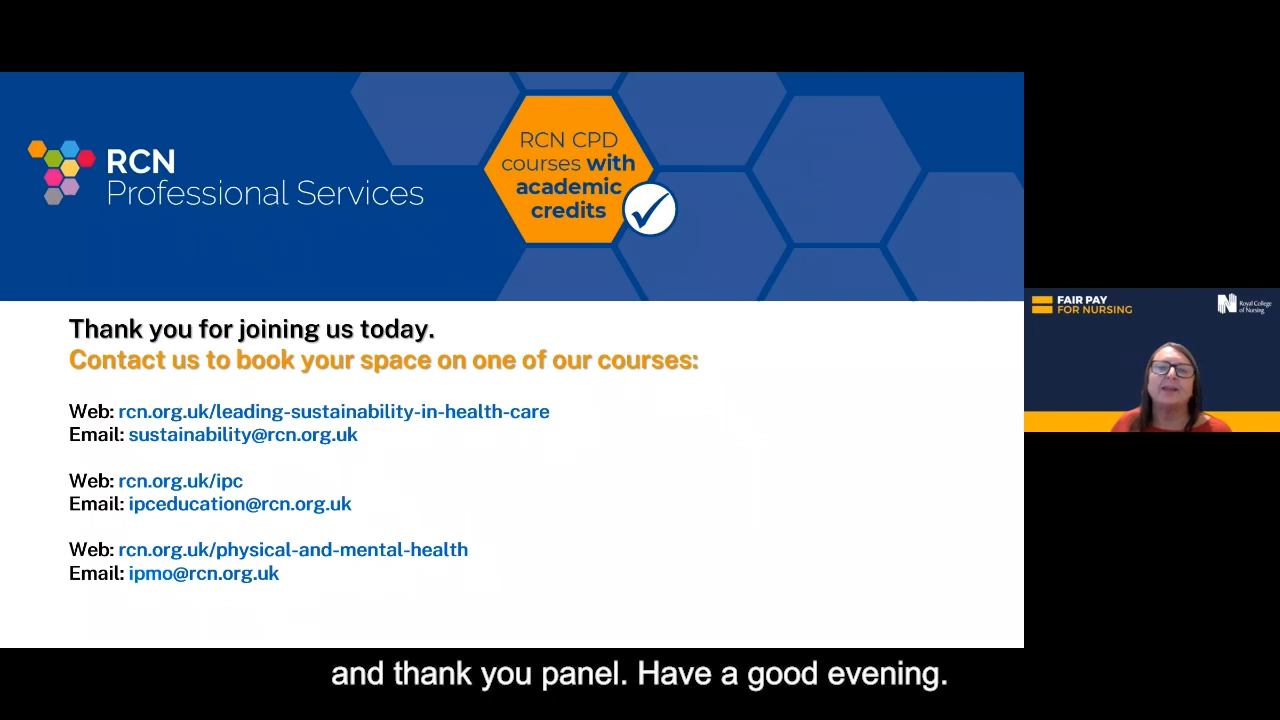 RCN
Professional Services
RCN CPD
courses with
academic
credits
Thank you for joining us today.
Contact us to book your space on one of our courses:
Web: rcn.org.uk/leading-sustainability-in-health-care
Email: sustainability@rcn.org.uk
Web: rcn.org.uk/ipc
Email: ipceducation@rcn.org.uk
Web: rcn.org.uk/physical-and-mental-health
Email: ipmo@rcn.org.uk
FAIR PAY
FOR NURSING
Royal College
of Nursing
and thank you panel. Have a good evening.